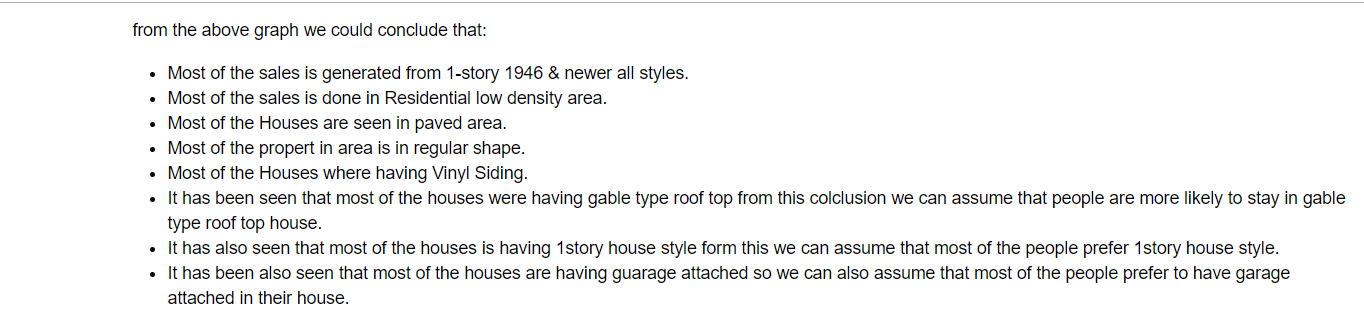 from the above graph we could conclude that:
• Most of the sales is generated from 1-story 1946 & newer all styles.
• Most of the sales is done in Residential low density area.
• Most of the Houses are seen in paved area.
• Most of the propert in area is in regular shape.
• Most of the Houses where having Vinyl Siding.
• It has been seen that most of the houses were having gable type roof top from this colclusion we can assume that people are more likely to stay in gable
type roof top house.
• It has also seen that most of the houses is having 1story house style form this we can assume that most of the people prefer 1story house style.
• It has been also seen that most of the houses are having guarage attached so we can also assume that most of the people prefer to have garage
attached in their house.